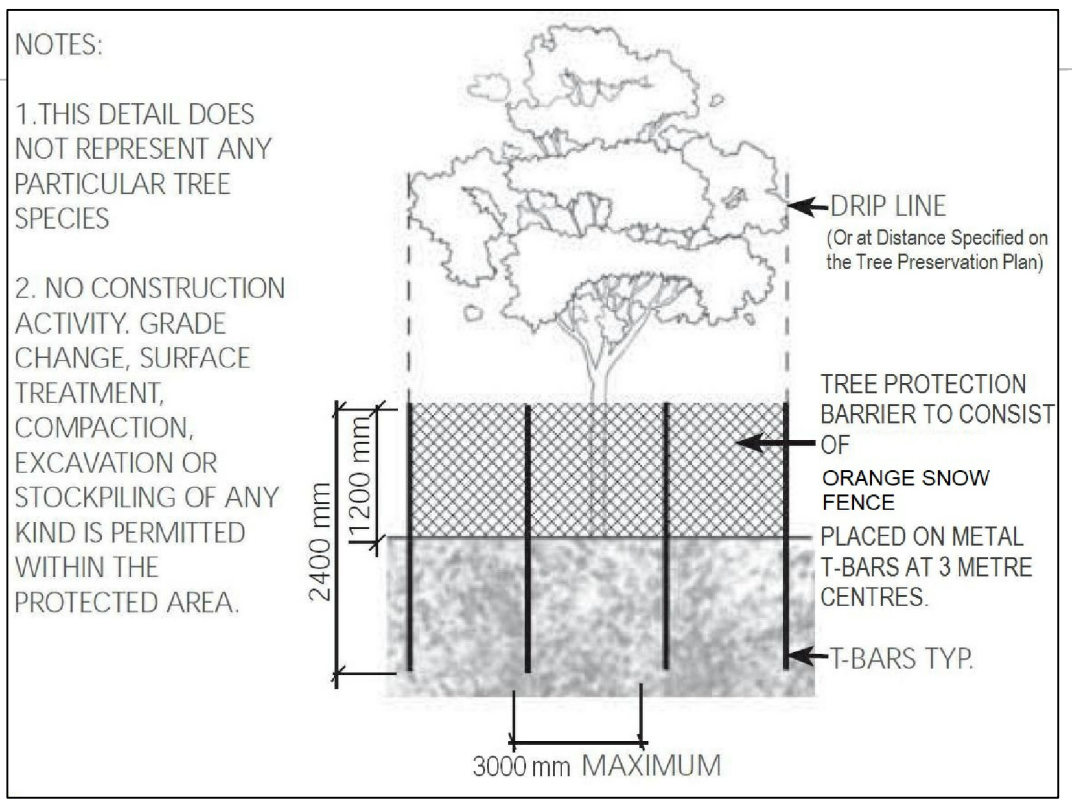 NOTES:
1.THIS DETAIL DOES
NOT REPRESENT ANY
PARTICULAR TREE
SPECIES
2. NO CONSTRUCTION
ACTIVITY. GRADE
CHANGE, SURFACE
TREATMENT,
COMPACTION,
EXCAVATION OR
STOCKPILING OF ANY
KIND IS PERMITTED
WITHIN THE
PROTECTED AREA.
DRIP LINE
(Or at Distance Specified on
the Tree Preservation Plan)
TREE PROTECTION
BARRIER TO CONSIST
OF
ORANGE SNOW
FENCE
PLACED ON METAL
T-BARS AT 3 METRE
CENTRES.
T-BARS TYP.
2400 mm
1200 mm
3000 mm MAXIMUM